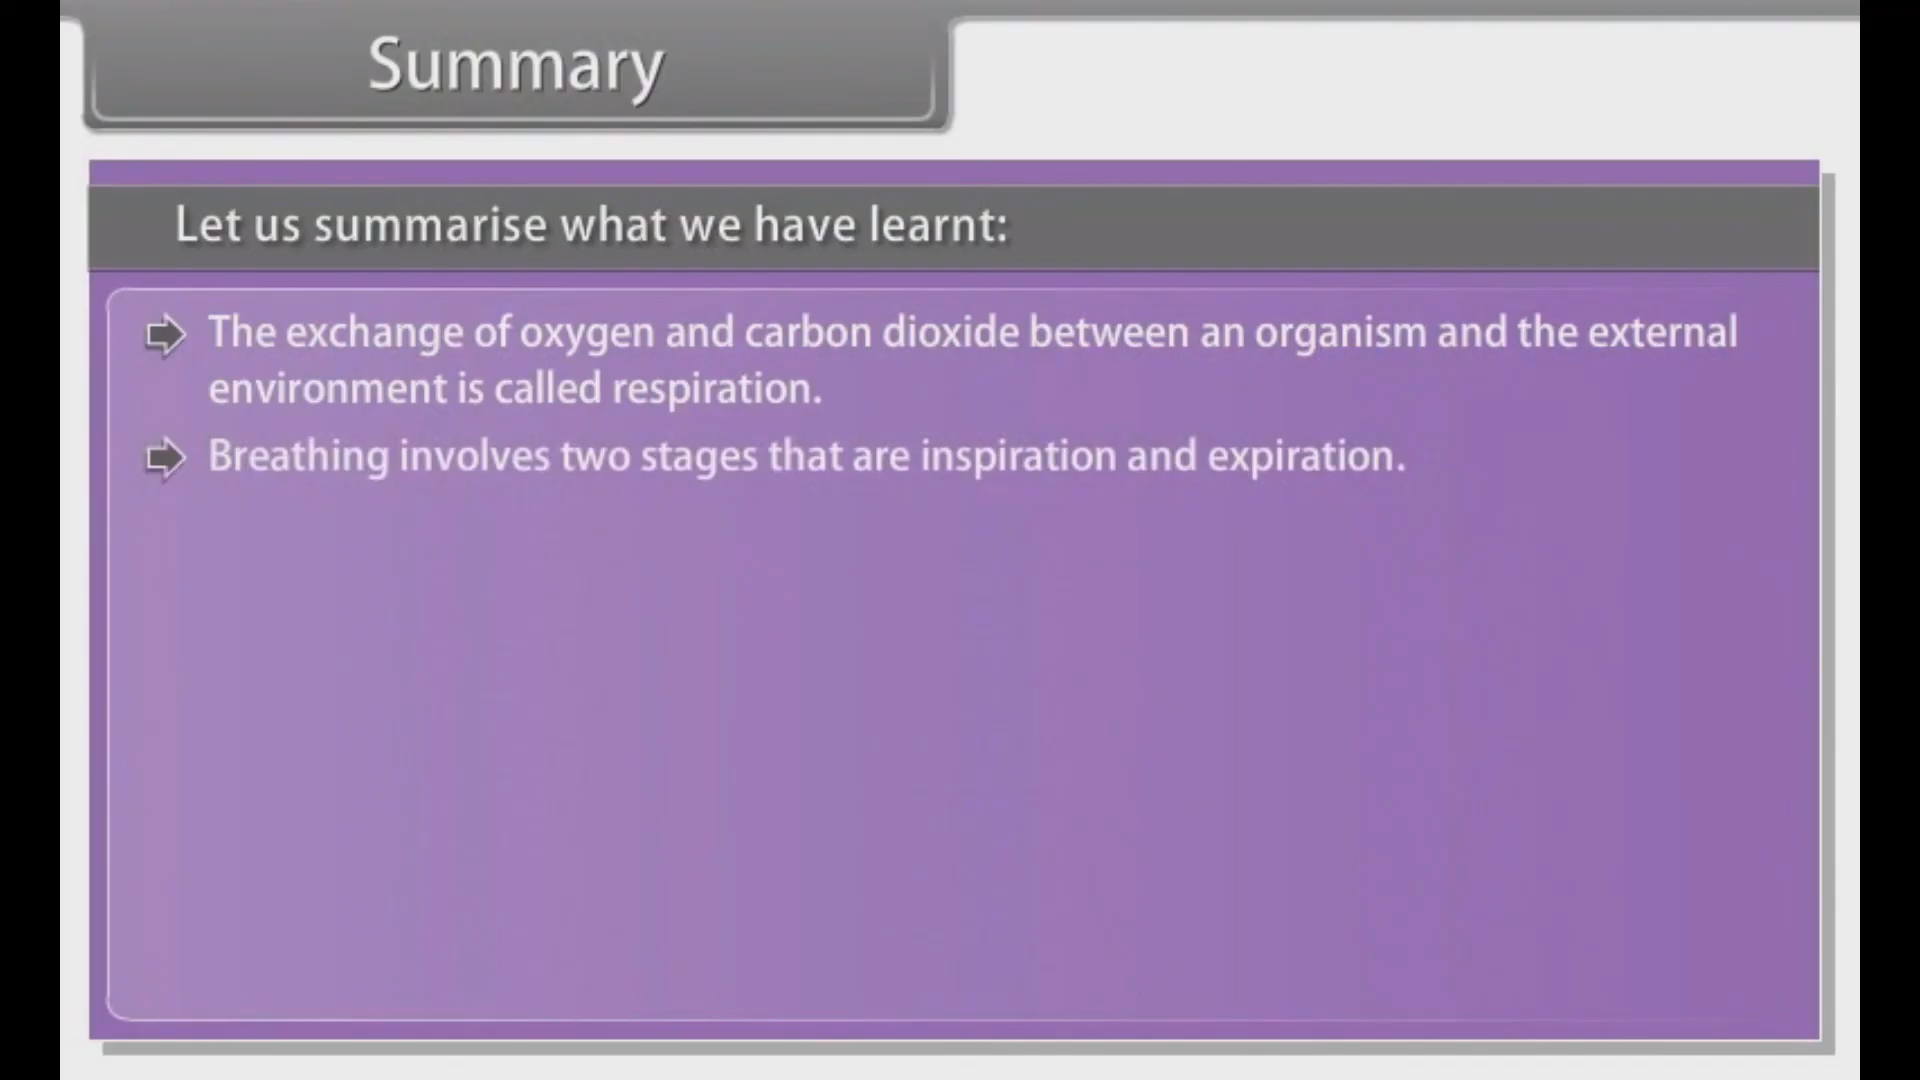 Summary
Let us summarise what we have learnt:
The exchange of oxygen and carbon dioxide between an organism and the external
environment is called respiration.
Breathing involves two stages that are inspiration and expiration.